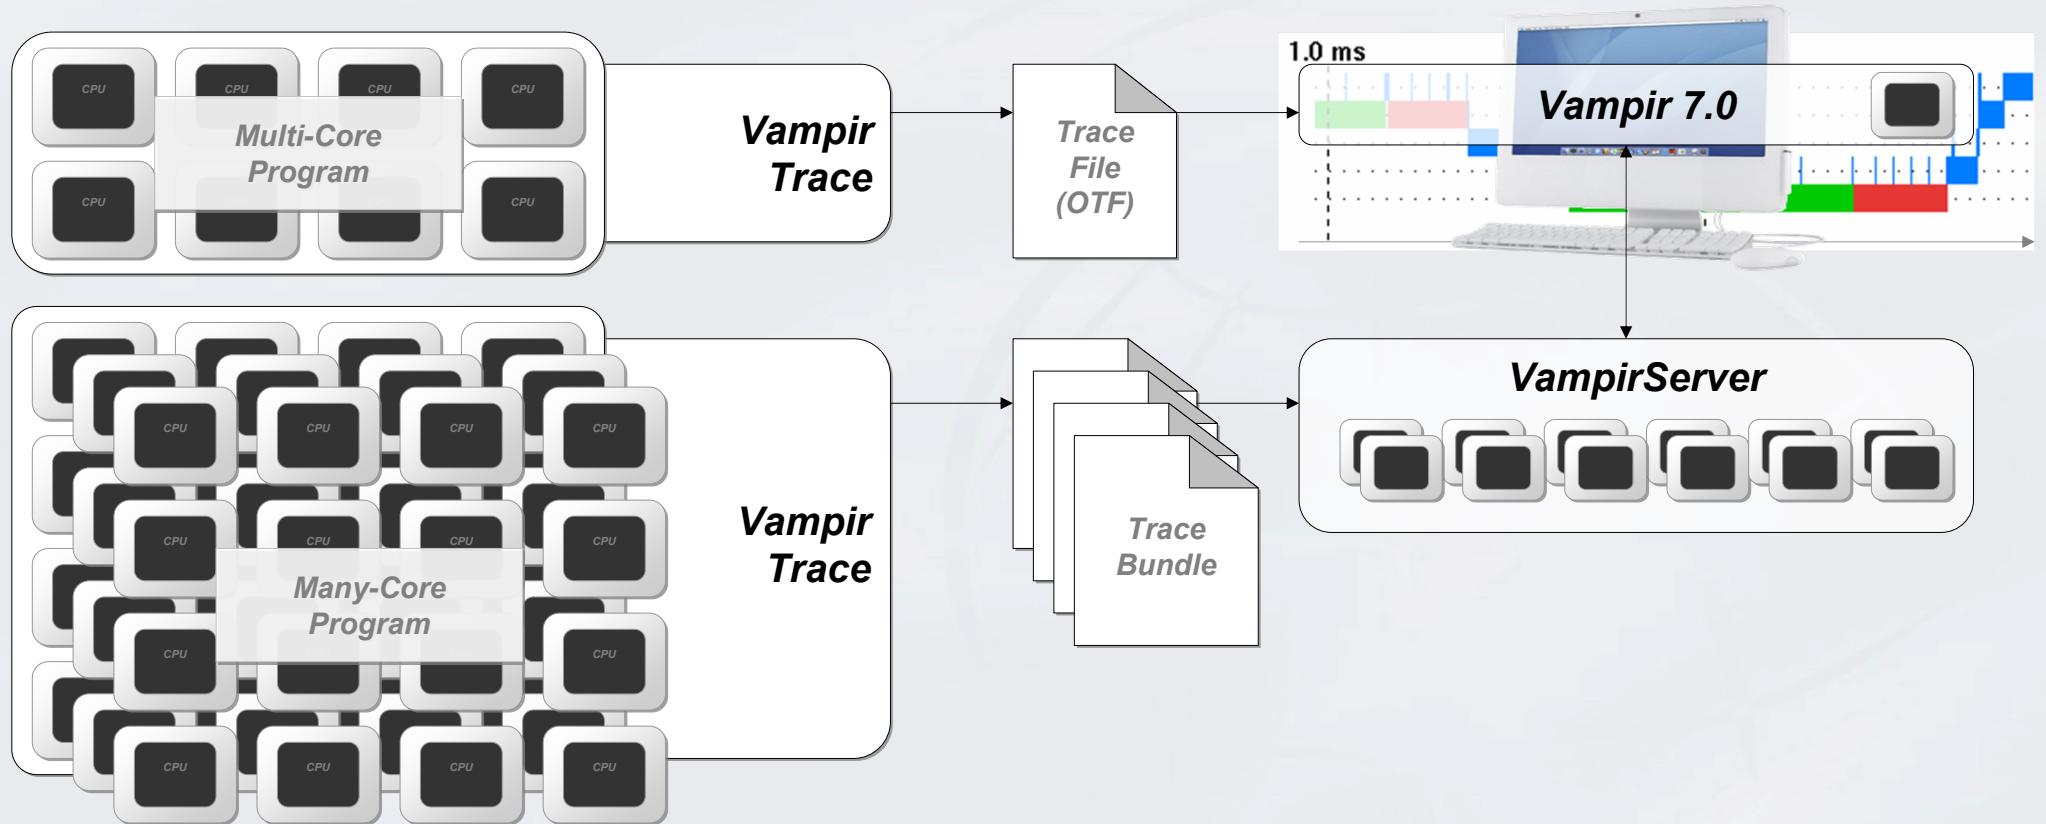 CPU CPU CPU CPU
Multi-Core
Program
CPU CPU
Vampir
Trace
Trace
File
(OTF)
1.0 ms
Vampir 7.0
CPU CPU CPU CPU
CPU CPU CPU CPU
Many-Core
Program
CPU CPU
CPU CPU CPU CPU
Vampir
Trace
Trace
Bundle
VampirServer